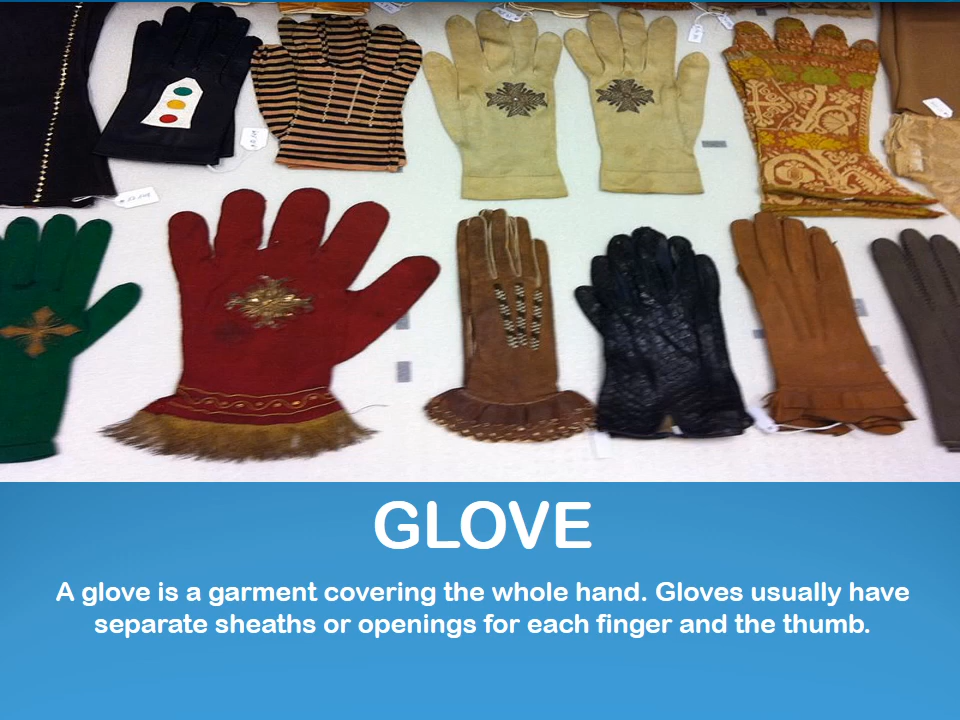 GLOVE
A glove is a garment covering the whole hand. Gloves usually have
separate sheaths or openings for each finger and the thumb.